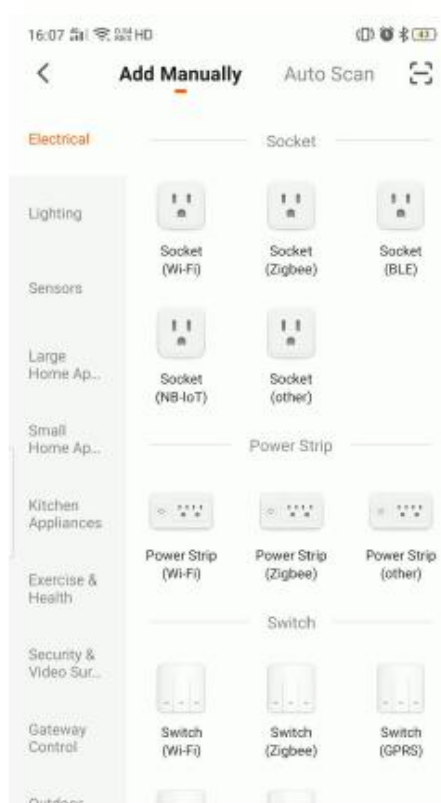 16:07 HD 43
Add Manually Auto Scan
Electrical
Lighting
Sensors
Large
Home Ap...
Small
Home Ap...
Kitchen
Appliances
Exercise &
Health
Security &
Video Sur...
Gateway
Control
Outdoor
Socket
Socket
(Wi-Fi)
Socket
(Zigbee)
Socket
(BLE)
Socket
(NB-IoT)
Socket
(other)
Power Strip
Power Strip
(Wi-Fi)
Power Strip
(Zigbee)
Power Strip
(other)
Switch
Switch
(Wi-Fi)
Switch
(Zigbee)
Switch
(GPRS)